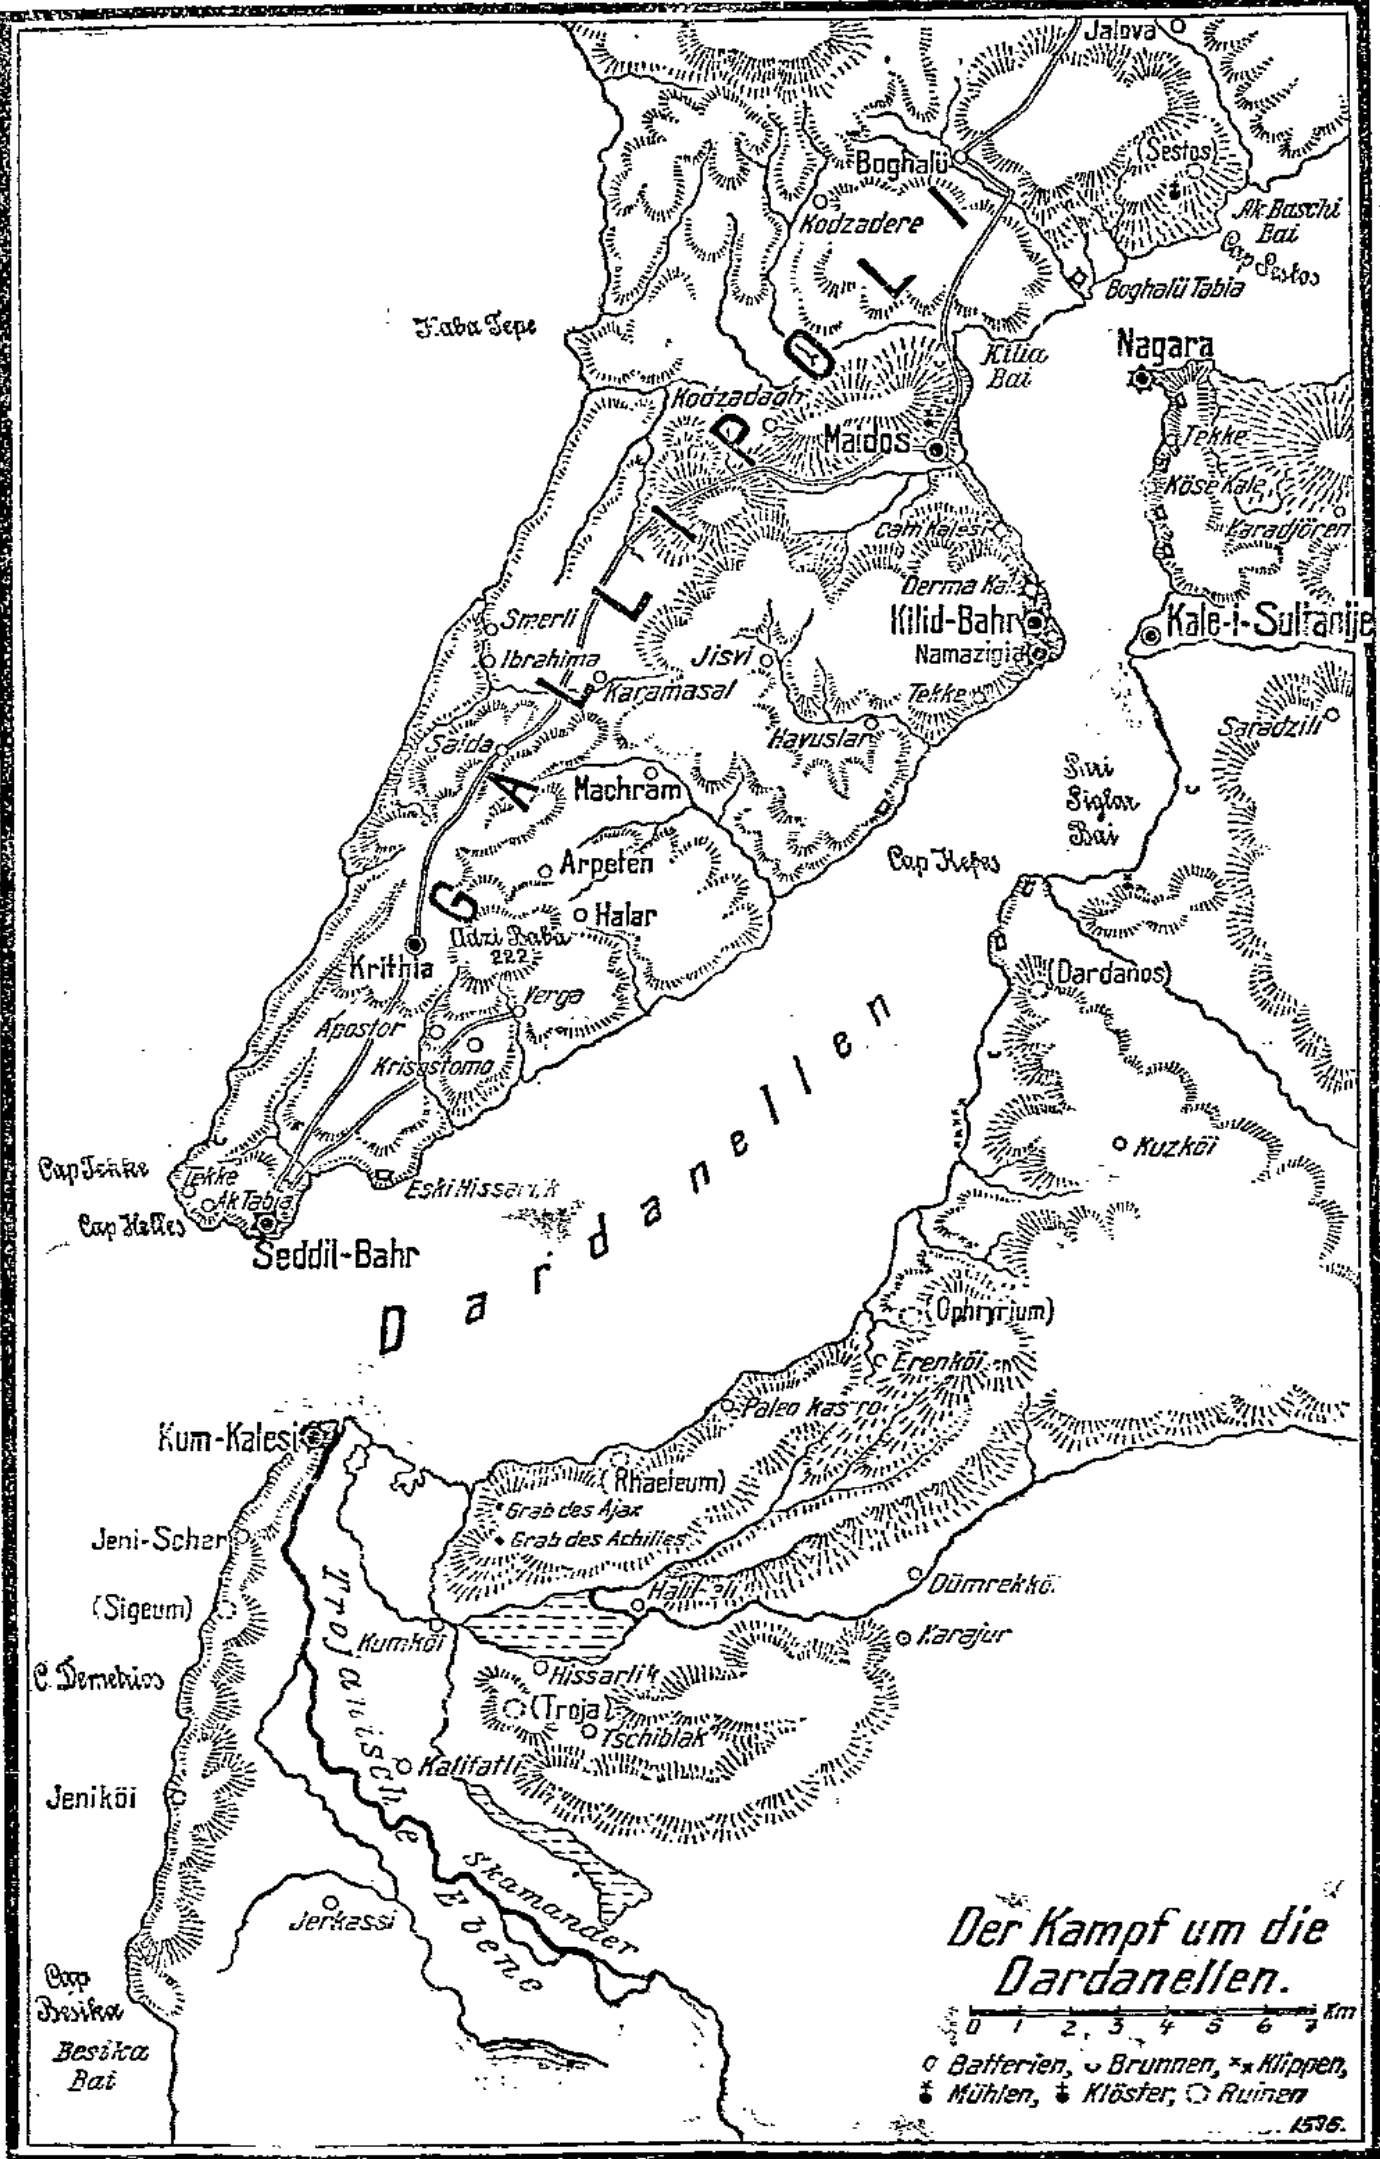 Jalova
Boghalü
(Sestos)
Kodzadere
Ak Baschi
Bai
Cap Sestos
Boghalü Tabia
Kaba Tepe
Kilia
Bai
Nagara
Kodzadagh
Maidos
Tekke
Köse Kale
Karadjören
Cam Kalesi
Derma Kal.
Kilid-Bahr
Kale-i-Sultanije
Namazigia
Smerli
Ibrahima
Jisvi
Karamasal
Tekke
Saradzili
Saida
Havuslar
Machram
Siri
Siglar
Bai
Arpeten
Cap Kefes
Halar
Adzi Baba
222
Krithia
(Dardanos)
Verga
Apostor
Krisostomo
GALLIPOLI
Kuzköi
Cap Tekke
Tekke
Ak Tabia
Eski Hissarlik
Cap Helles
Seddil-Bahr
Dardanellen
(Ophryrium)
Erenköi
Paleo Kastro
Kum-Kalesi
(Rhaeteum)
Grab des Ajax
Grab des Achilles
Jeni-Scher
Halil-eli
Dümrekköi
(Sigeum)
Kumköi
Karajur
Hissarlik
C. Demetrios
(Troja)
Tschiblak
Kalifatli
Jeniköi
Trojanische
Ebene
Skamander
Jerkassi
Cap
Besika
Besika
Bai
Der Kampf um die
Dardanellen.
0 1 2 3 4 5 6 7 Km
Batterien, Brunnen, Klippen,
Mühlen, Klöster, Ruinen